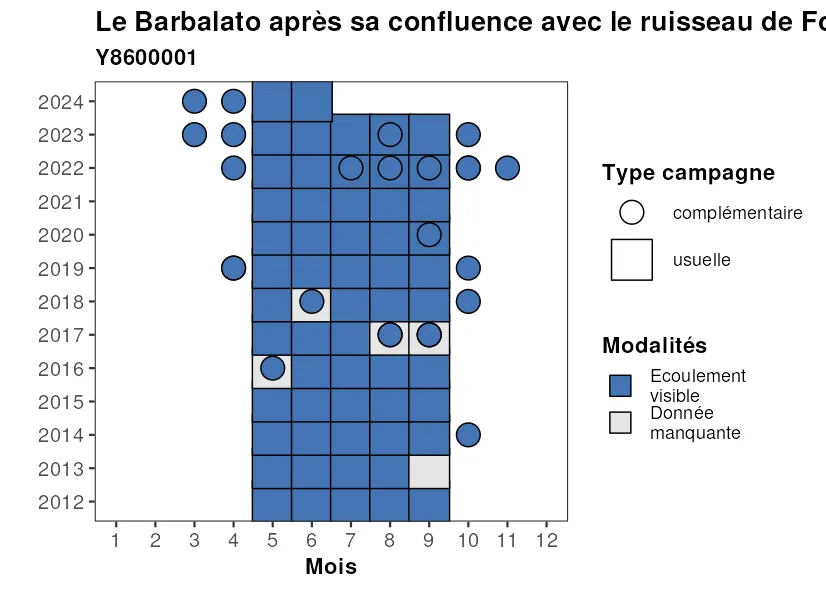 Le Barbalato après sa confluence avec le ruisseau de Fo
Y8600001
2024
2023
2022
2021
2020
2019
2018
2017
2016
2015
2014
2013
2012
1 2 3 4 5 6 7 8 9 10 11 12
Mois
Type campagne
complémentaire
usuelle
Modalités
Ecoulement
visible
Donnée
manquante